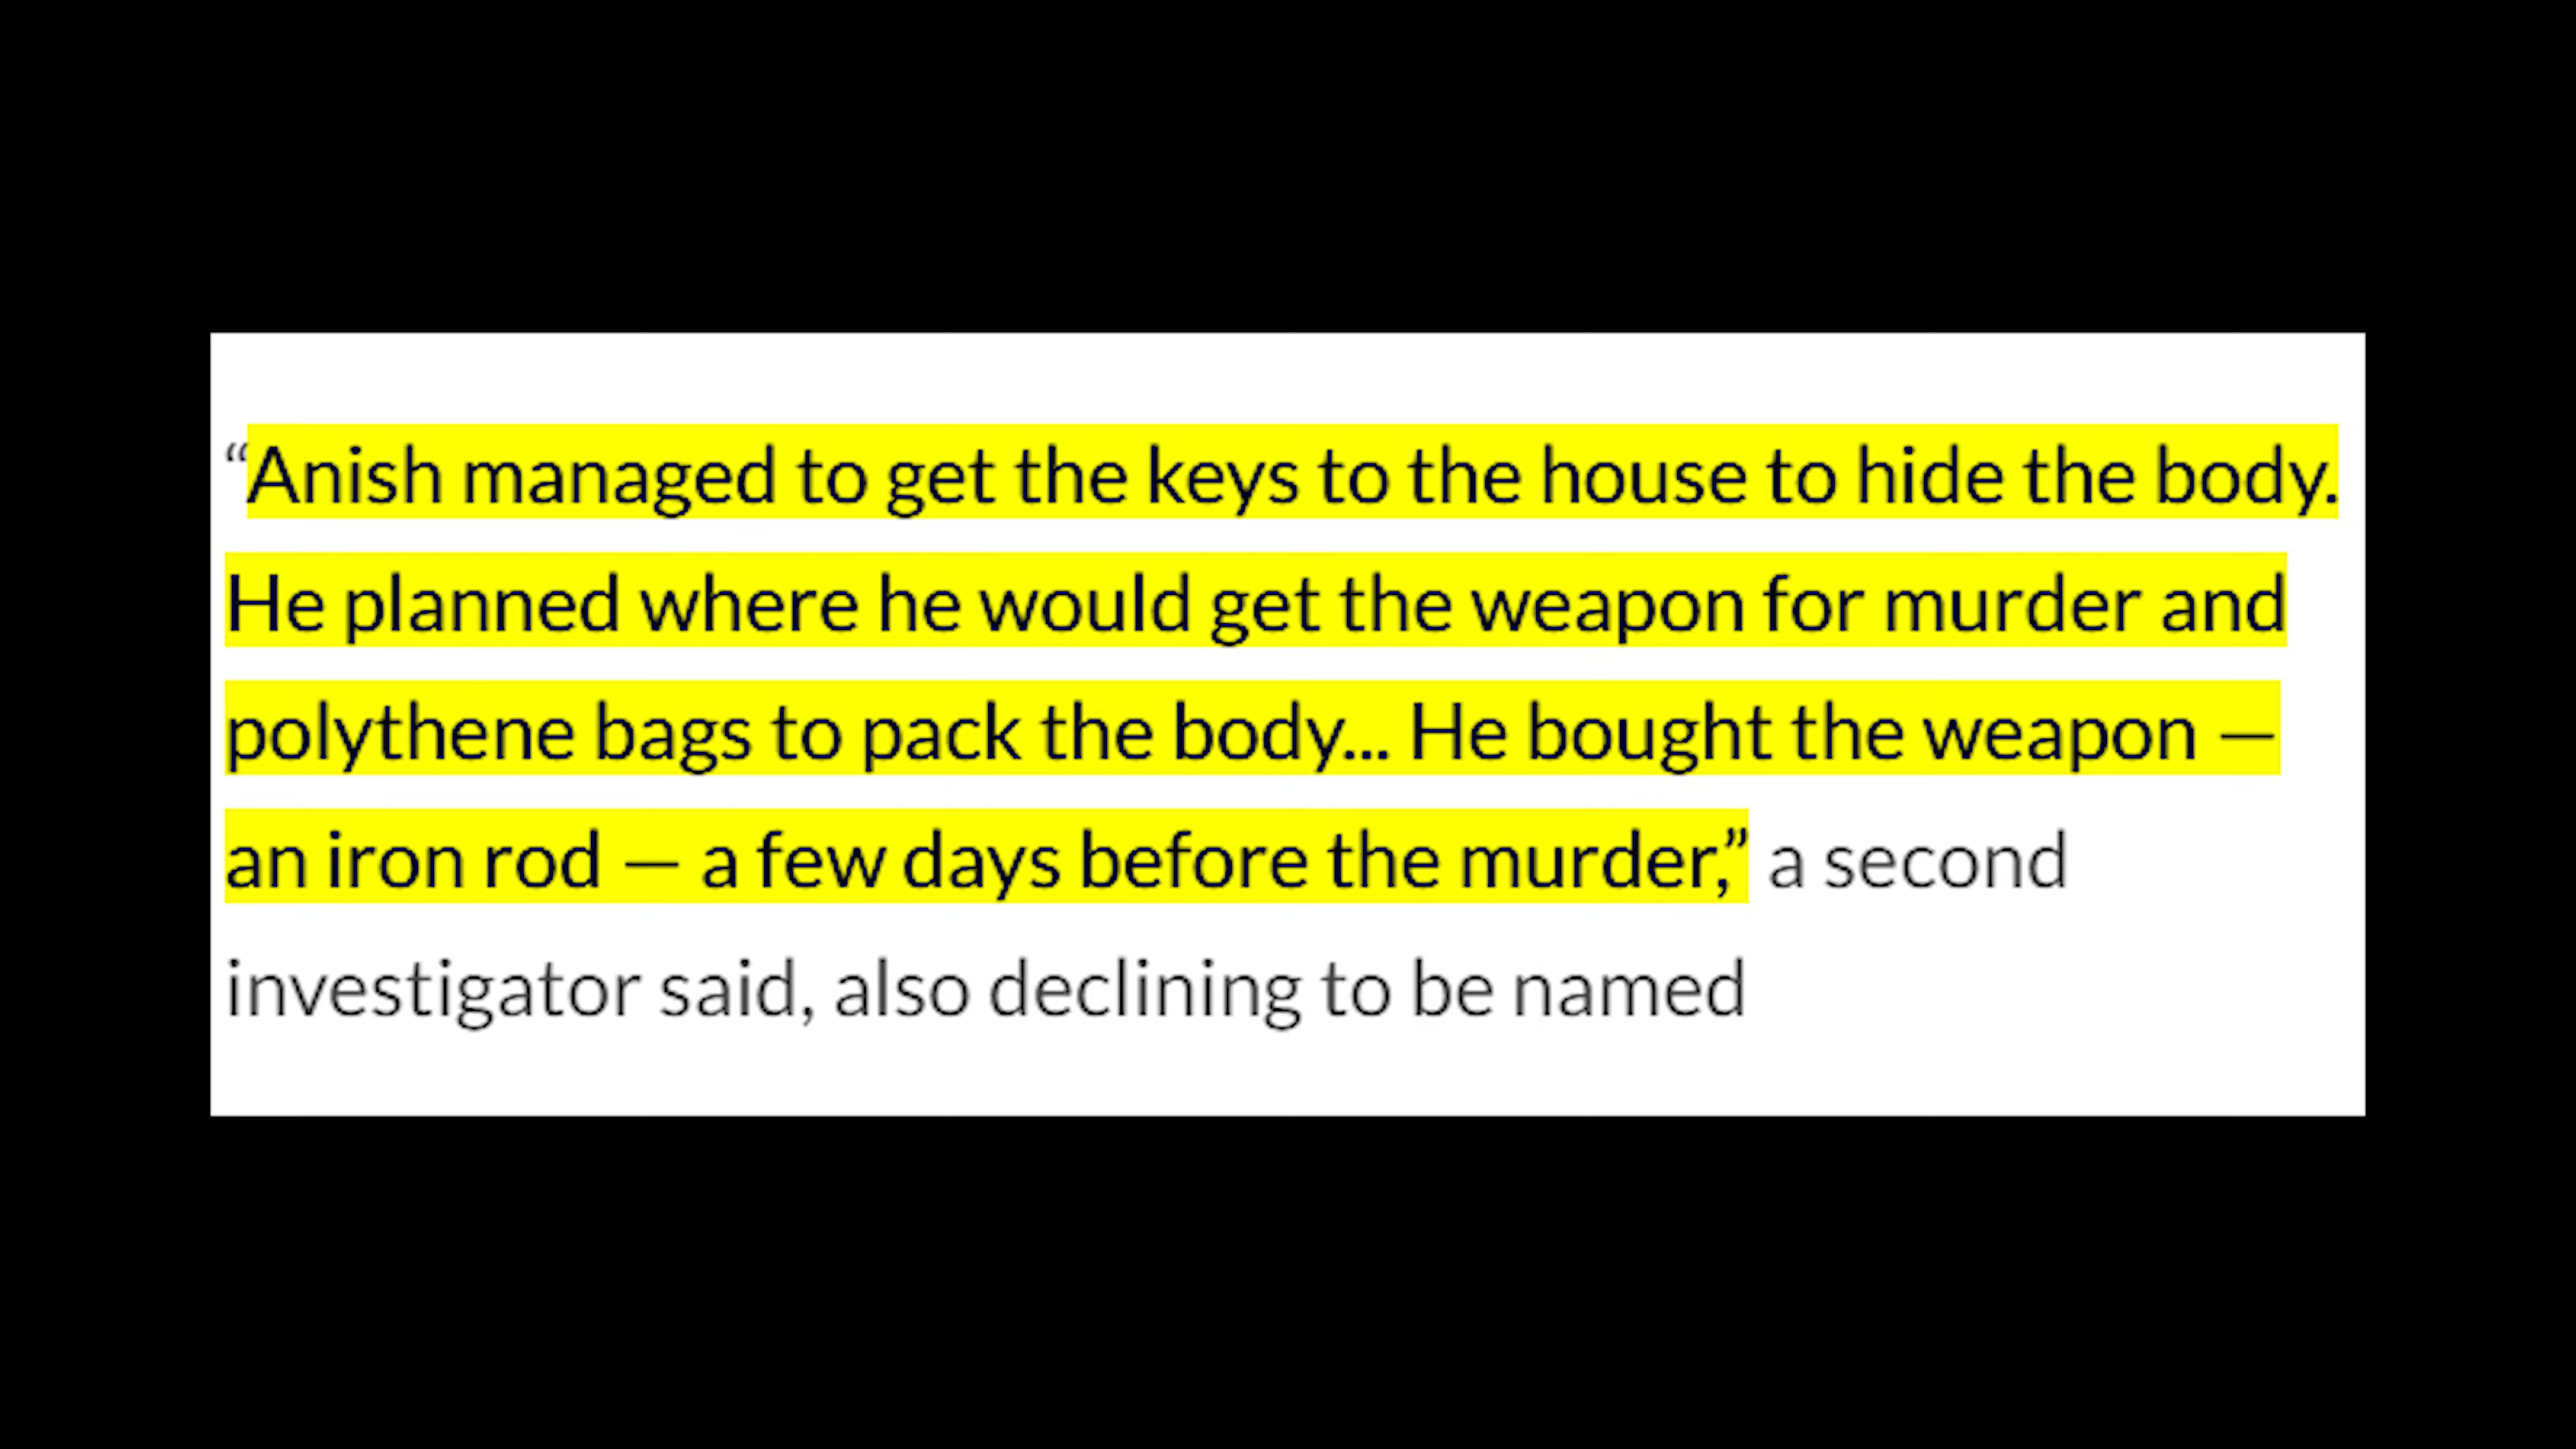 “Anish managed to get the keys to the house to hide the body.
He planned where he would get the weapon for murder and
polythene bags to pack the body... He bought the weapon —
an iron rod — a few days before the murder,” a second
investigator said, also declining to be named